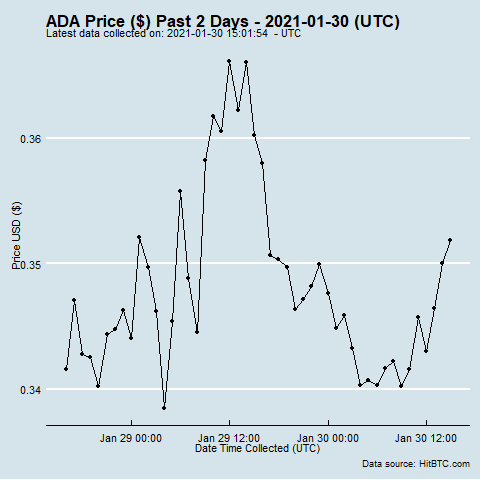 ADA Price ($) Past 2 Days - 2021-01-30 (UTC)
Latest data collected on: 2021-01-30 15:01:54  - UTC
0.36
0.35
0.34
Price USD ($)
Jan 29 00:00
Jan 29 12:00
Jan 30 00:00
Jan 30 12:00
Date Time Collected (UTC)
Data source: HitBTC.com